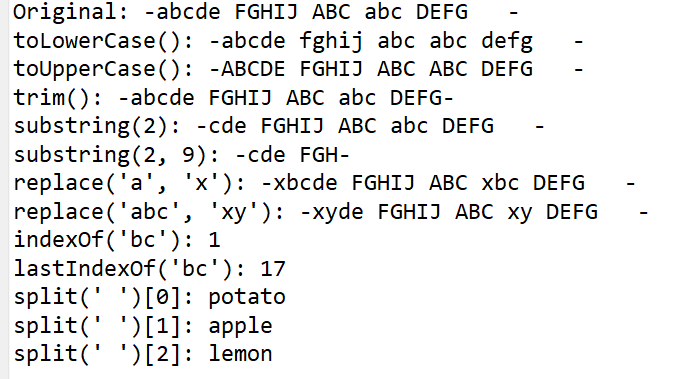 Original: -abcde FGHIJ ABC abc DEFG   -
toLowerCase(): -abcde fghij abc abc defg   -
toUpperCase(): -ABCDE FGHIJ ABC ABC DEFG   -
trim(): -abcde FGHIJ ABC abc DEFG-
substring(2): -cde FGHIJ ABC abc DEFG   -
substring(2, 9): -cde FGH-
replace('a', 'x'): -xbcde FGHIJ ABC xbc DEFG   -
replace('abc', 'xy'): -xyde FGHIJ ABC xy DEFG   -
indexOf('bc'): 1
lastIndexOf('bc'): 17
split(' ')[0]: potato
split(' ')[1]: apple
split(' ')[2]: lemon